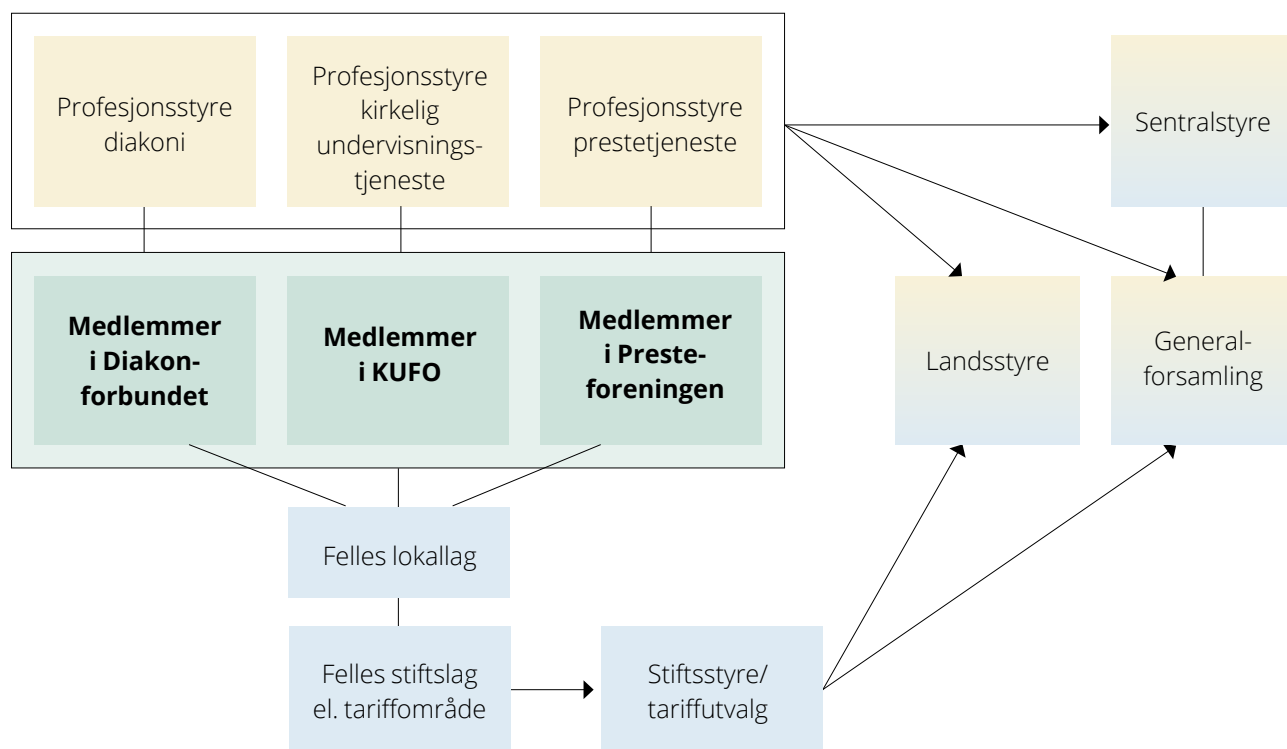 Profesjonsstyre
diakoni
Profesjonsstyre
kirkelig
undervisnings-
tjeneste
Profesjonsstyre
prestetjeneste
Sentralstyre
Medlemmer
i Diakon-
forbundet
Medlemmer
i KUFO
Medlemmer
i Preste-
foreningen
Landsstyre
General-
forsamling
Felles lokallag
Felles stiftslag
el. tariffområde
Stiftsstyre/
tariffutvalg